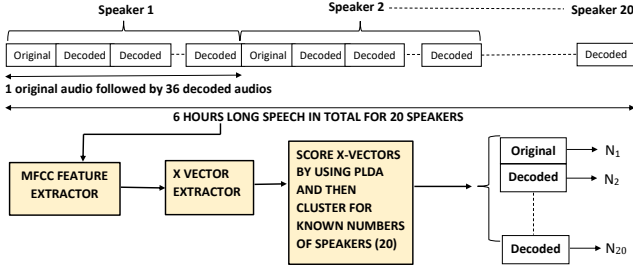 Speaker 1
Speaker 2
Speaker 20
Original
Decoded
Decoded
Decoded
Original
Decoded
Decoded
Decoded
Decoded
1 original audio followed by 36 decoded audios
6 HOURS LONG SPEECH IN TOTAL FOR 20 SPEAKERS
MFCC FEATURE
EXTRACTOR
X VECTOR
EXTRACTOR
SCORE X-VECTORS
BY USING PLDA
AND THEN
CLUSTER FOR
KNOWN NUMBERS
OF SPEAKERS (20)
Original
N1
Decoded
N2
Decoded
N20